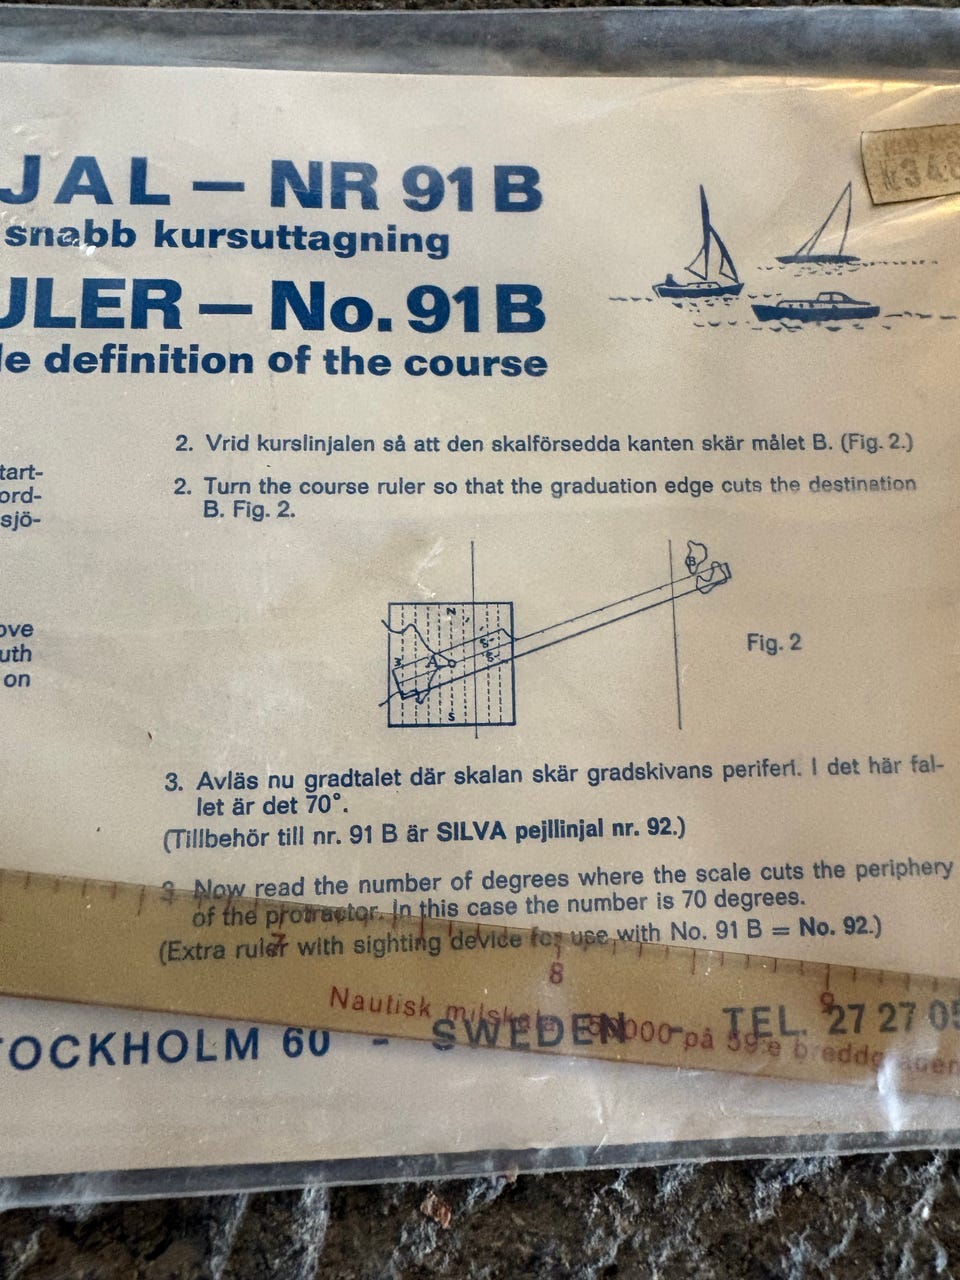 JAL — NR 91 B
snabb kursuttagning
ULER — No. 91 B
le definition of the course
2. Vrid kurslinjalen så att den skalförsedda kanten skär målet B. (Fig. 2.)
tart-
ord-
sjö-
2. Turn the course ruler so that the graduation edge cuts the destination
B. Fig. 2.
N
B
A
S
Fig. 2
ove
uth
on
3. Avläs nu gradtalet där skalan skär gradskivans periferi. I det här fal-
let är det 70°.
(Tillbehör till nr. 91 B är SILVA pejllinjal nr. 92.)
3. Now read the number of degrees where the scale cuts the periphery
of the protractor. In this case the number is 70 degrees.
(Extra ruler with sighting device for use with No. 91 B = No. 92.)
7
8
9
Nautisk milskala 50000 på 59:e breddgraden
TOCKHOLM 60 - SWEDEN - TEL. 27 27 05